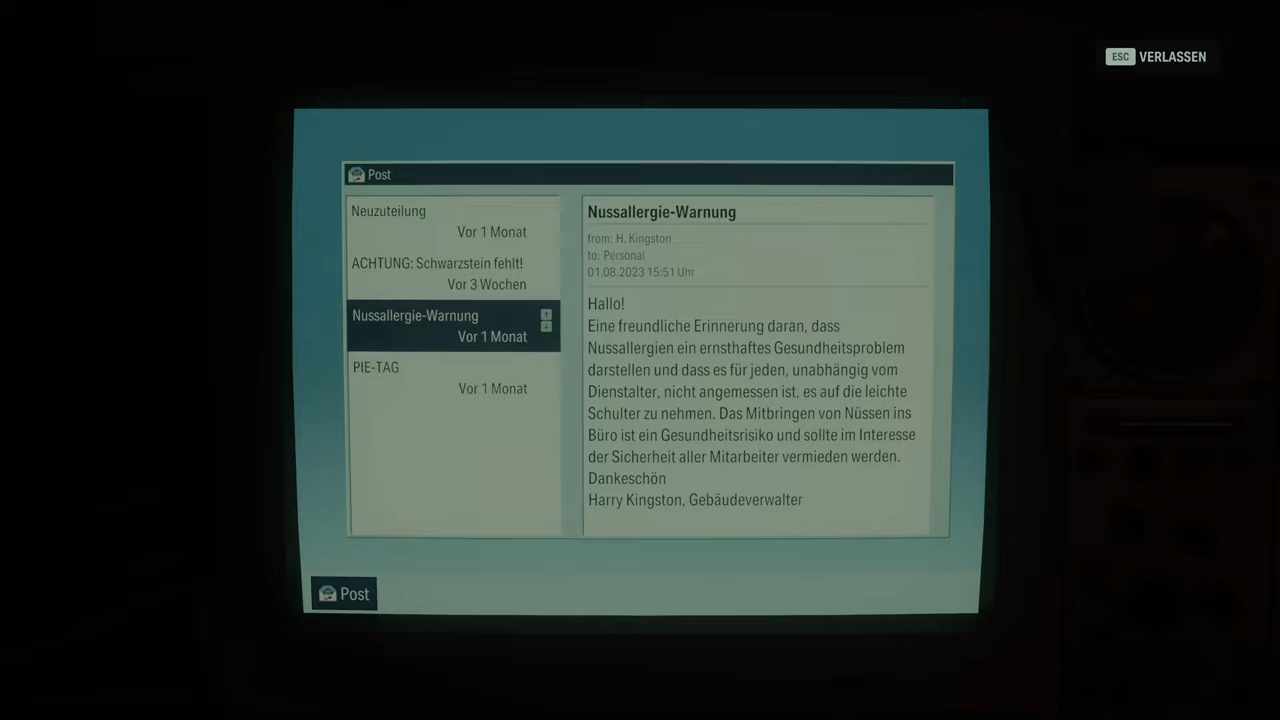 ESC VERLASSEN
Post
Neuzuteilung
Vor 1 Monat
ACHTUNG: Schwarzstein fehlt!
Vor 3 Wochen
Nussallergie-Warnung
Vor 1 Monat
PIE-TAG
Vor 1 Monat
Nussallergie-Warnung
from: H. Kingston
to: Personal
01.08.2023 15:51 Uhr
Hallo!
Eine freundliche Erinnerung daran, dass
Nussallergien ein ernsthaftes Gesundheitsproblem
darstellen und dass es für jeden, unabhängig vom
Dienstalter, nicht angemessen ist, es auf die leichte
Schulter zu nehmen. Das Mitbringen von Nüssen ins
Büro ist ein Gesundheitsrisiko und sollte im Interesse
der Sicherheit aller Mitarbeiter vermieden werden.
Dankeschön
Harry Kingston, Gebäudeverwalter
Post